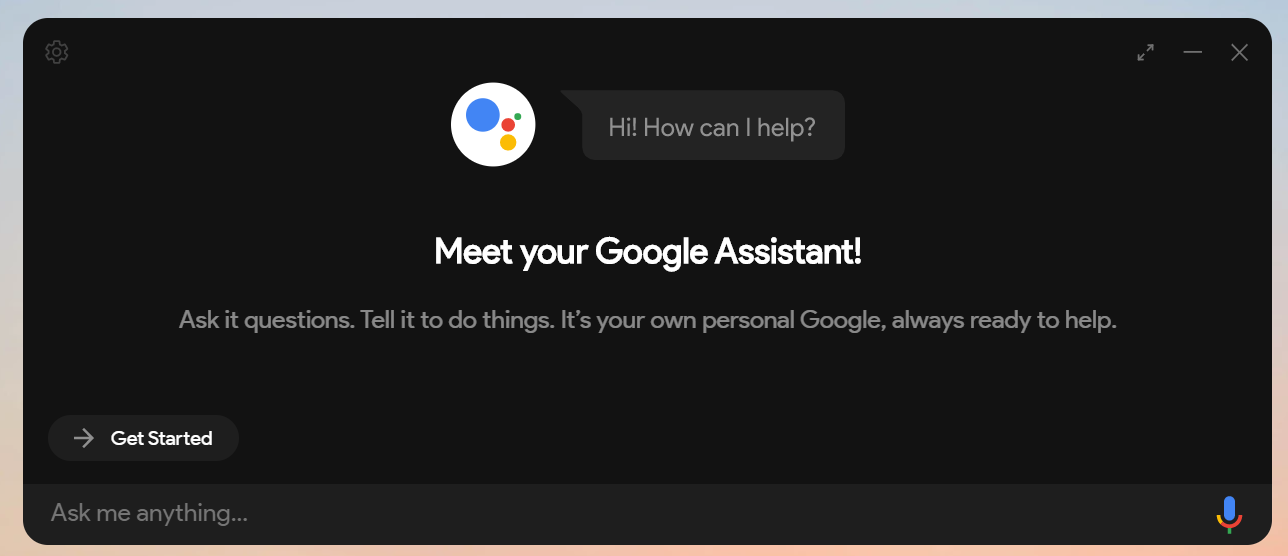 Hi! How can I help?
Meet your Google Assistant!
Ask it questions. Tell it to do things. It’s your own personal Google, always ready to help.
Get Started
Ask me anything...